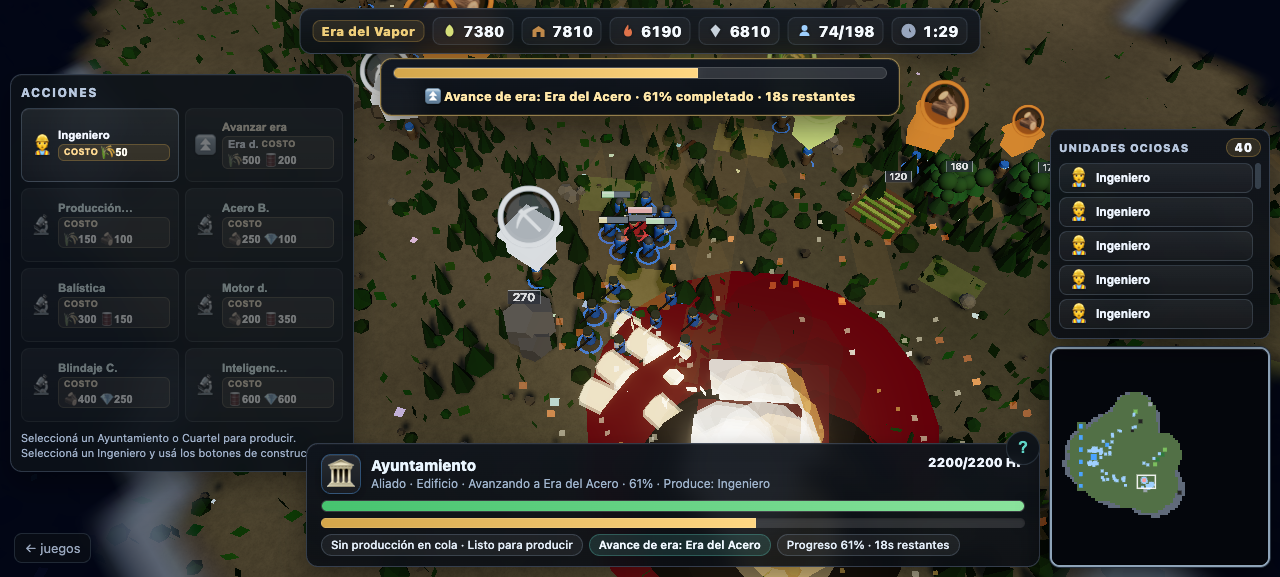 Era del Vapor 7380 7810 6190 6810 74/198 1:29
Avance de era: Era del Acero · 61% completado · 18s restantes
ACCIONES
Ingeniero
COSTO 50
Avanzar era
Era d. COSTO
500 200
Producción...
COSTO
150 100
Acero B.
COSTO
250 100
Balística
COSTO
300 150
Motor d.
COSTO
200 350
Blindaje C.
COSTO
400 250
Inteligenc...
COSTO
600 600
Seleccioná un Ayuntamiento o Cuartel para producir.
Seleccioná un Ingeniero y usá los botones de construc
← juegos
270
120
160
UNIDADES OCIOSAS 40
Ingeniero
Ingeniero
Ingeniero
Ingeniero
Ingeniero
?
Ayuntamiento
2200/2200
Aliado · Edificio · Avanzando a Era del Acero · 61% · Produce: Ingeniero
Sin producción en cola · Listo para producir
Avance de era: Era del Acero
Progreso 61% · 18s restantes